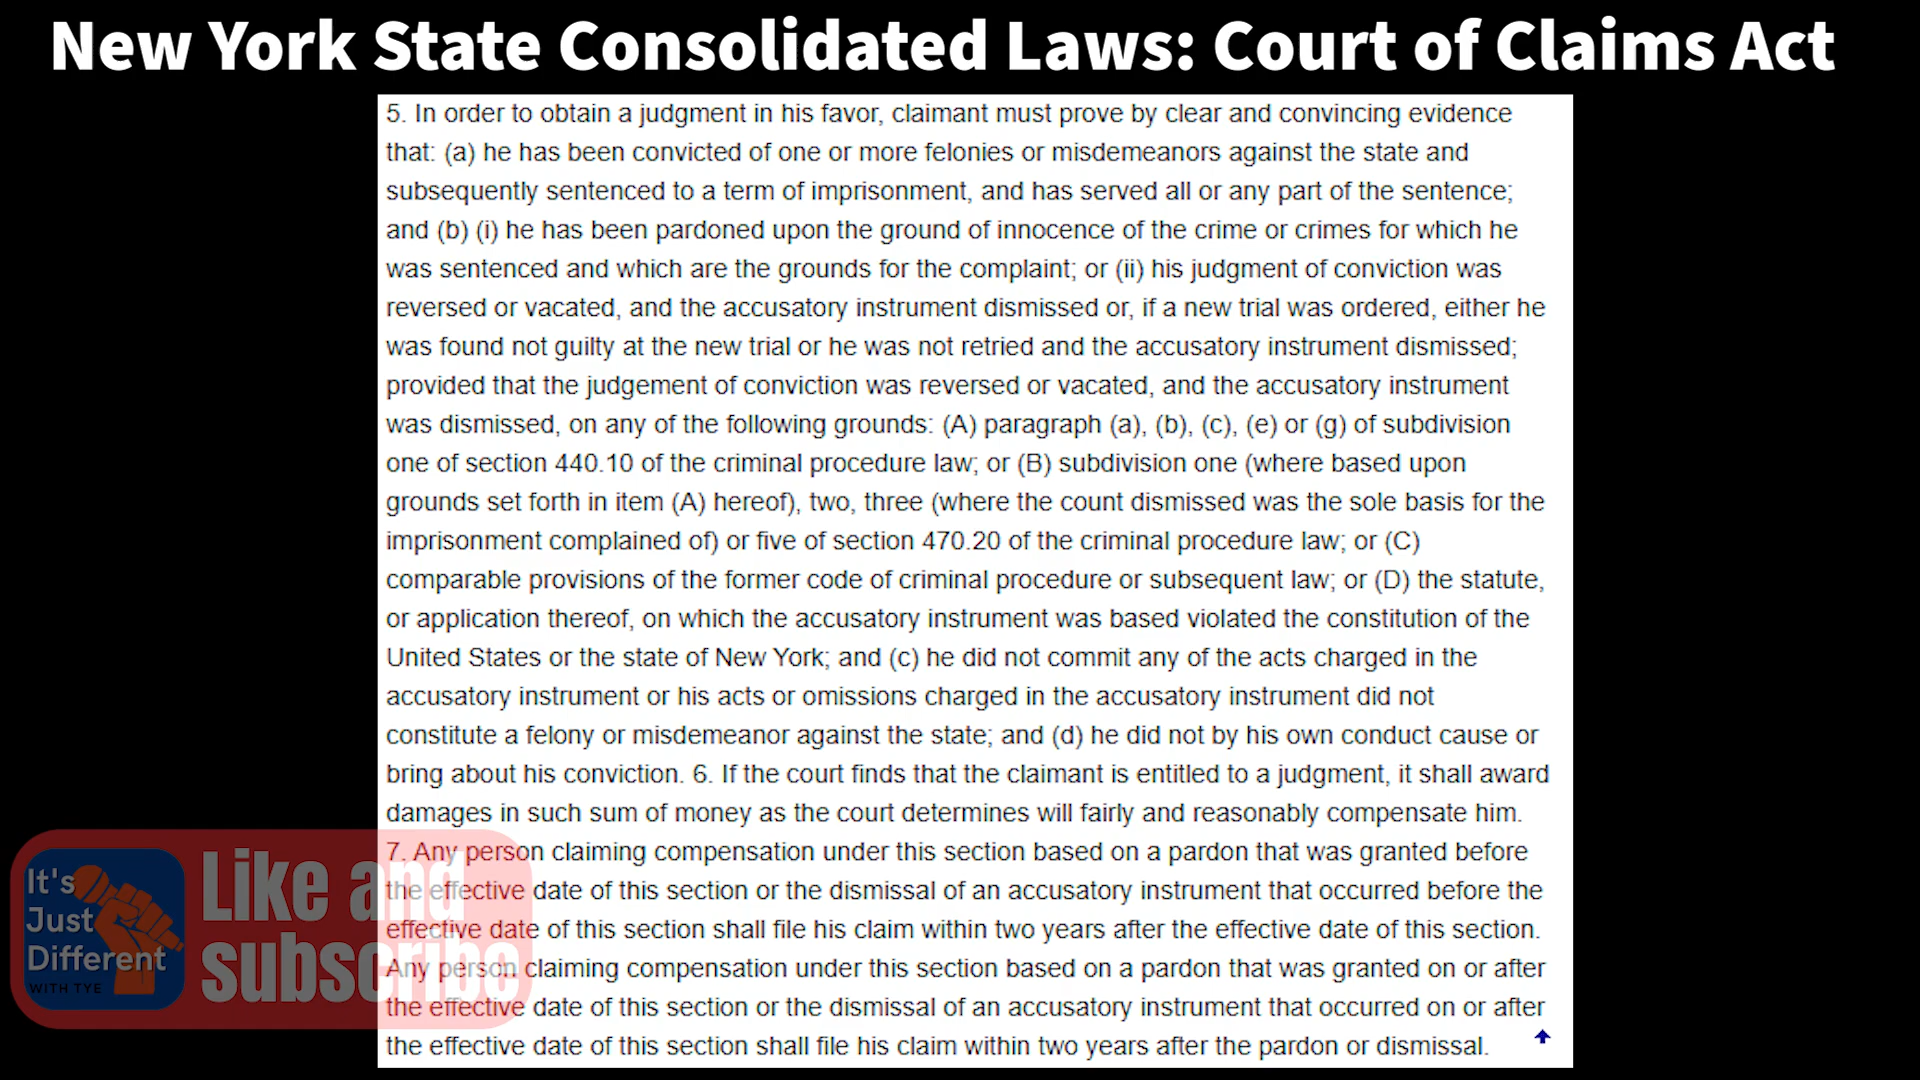 New York State Consolidated Laws: Court of Claims Act
5. In order to obtain a judgment in his favor, claimant must prove by clear and convincing evidence
that: (a) he has been convicted of one or more felonies or misdemeanors against the state and
subsequently sentenced to a term of imprisonment, and has served all or any part of the sentence;
and (b) (i) he has been pardoned upon the ground of innocence of the crime or crimes for which he
was sentenced and which are the grounds for the complaint; or (ii) his judgment of conviction was
reversed or vacated, and the accusatory instrument dismissed or, if a new trial was ordered, either he
was found not guilty at the new trial or he was not retried and the accusatory instrument dismissed;
provided that the judgement of conviction was reversed or vacated, and the accusatory instrument
was dismissed, on any of the following grounds: (A) paragraph (a), (b), (c), (e) or (g) of subdivision
one of section 440.10 of the criminal procedure law; or (B) subdivision one (where based upon
grounds set forth in item (A) hereof), two, three (where the count dismissed was the sole basis for the
imprisonment complained of) or five of section 470.20 of the criminal procedure law; or (C)
comparable provisions of the former code of criminal procedure or subsequent law; or (D) the statute,
or application thereof, on which the accusatory instrument was based violated the constitution of the
United States or the state of New York; and (c) he did not commit any of the acts charged in the
accusatory instrument or his acts or omissions charged in the accusatory instrument did not
constitute a felony or misdemeanor against the state; and (d) he did not by his own conduct cause or
bring about his conviction. 6. If the court finds that the claimant is entitled to a judgment, it shall award
damages in such sum of money as the court determines will fairly and reasonably compensate him.
7. Any person claiming compensation under this section based on a pardon that was granted before
the effective date of this section or the dismissal of an accusatory instrument that occurred before the
effective date of this section shall file his claim within two years after the effective date of this section.
Any person claiming compensation under this section based on a pardon that was granted on or after
the effective date of this section or the dismissal of an accusatory instrument that occurred on or after
the effective date of this section shall file his claim within two years after the pardon or dismissal.
It's
Just
Different
WITH TYE
Like and
subscribe